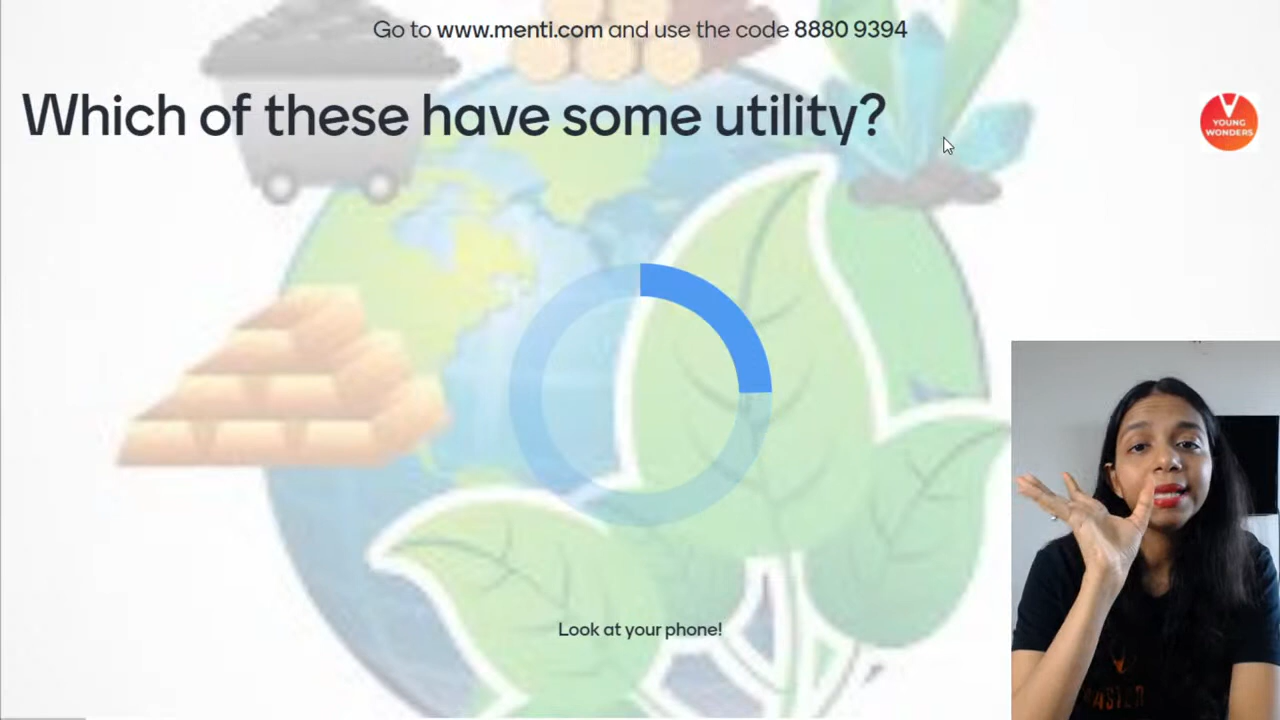 Go to www.menti.com and use the code 8880 9394
Which of these have some utility?
V
YOUNG
WONDERS
Look at your phone!